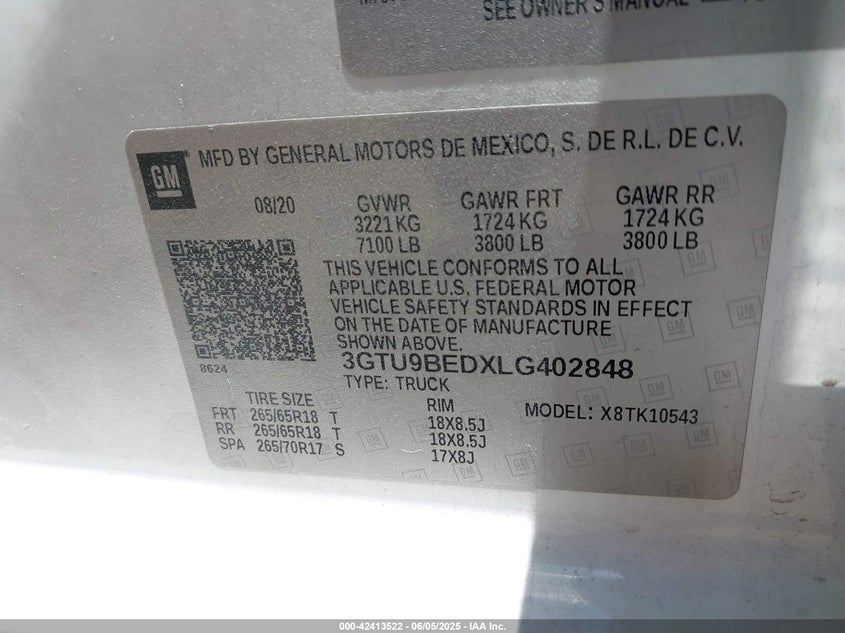 SEE OWNER'S MANUAL
GM
MFD BY GENERAL MOTORS DE MEXICO, S. DE R.L. DE C.V.
08/20 GVWR GAWR FRT GAWR RR
3221 KG 1724 KG 1724 KG
7100 LB 3800 LB 3800 LB
THIS VEHICLE CONFORMS TO ALL
APPLICABLE U.S. FEDERAL MOTOR
VEHICLE SAFETY STANDARDS IN EFFECT
ON THE DATE OF MANUFACTURE
SHOWN ABOVE.
8624
3GTU9BEDXLG402848
TYPE: TRUCK
TIRE SIZE RIM MODEL: X8TK10543
FRT 265/65R18 T 18X8.5J
RR 265/65R18 T 18X8.5J
SPA 265/70R17 S 17X8J
000-42413522 - 06/05/2025 - IAA Inc.